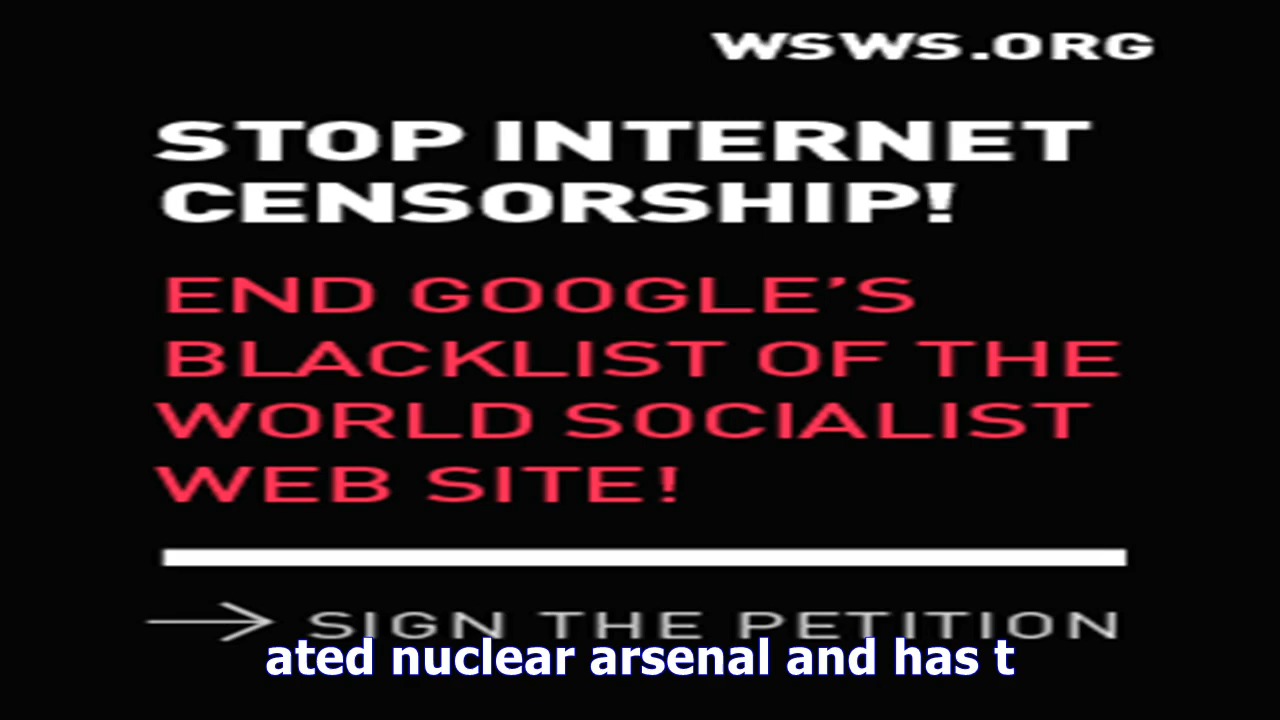 WSWS.ORG
STOP INTERNET
CENSORSHIP!
END GOOGLE’S
BLACKLIST OF THE
WORLD SOCIALIST
WEB SITE!
SIGN THE PETITION
ated nuclear arsenal and has t